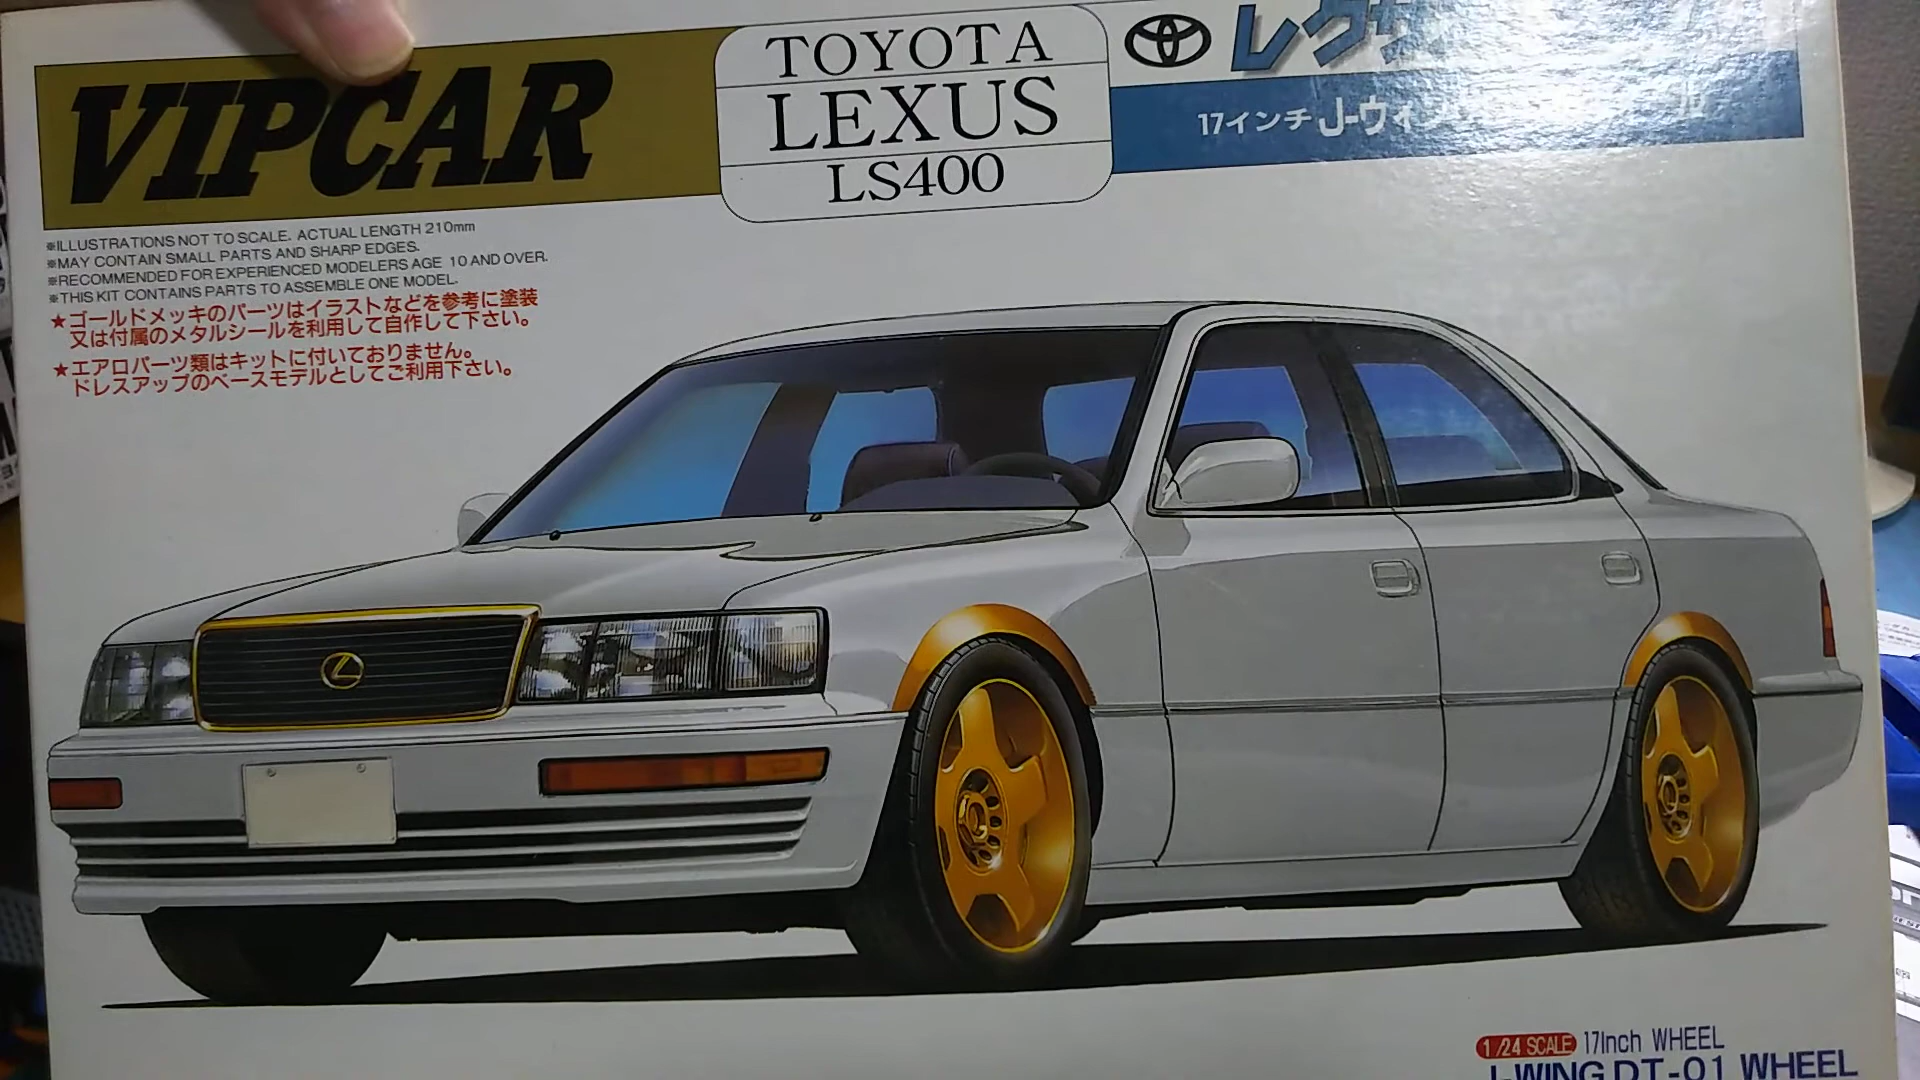 VIPCAR
TOYOTA
LEXUS
LS400
17インチ J-ウィン
※ILLUSTRATIONS NOT TO SCALE. ACTUAL LENGTH 210mm
※MAY CONTAIN SMALL PARTS AND SHARP EDGES.
※RECOMMENDED FOR EXPERIENCED MODELERS AGE 10 AND OVER.
※THIS KIT CONTAINS PARTS TO ASSEMBLE ONE MODEL.
★ゴールドメッキのパーツはイラストなどを参考に塗装
又は付属のメタルシールを利用して自作して下さい。
★エアロパーツ類はキットに付いておりません。
ドレスアップのベースモデルとしてご利用下さい。
1/24 SCALE 17Inch WHEEL
J-WING DT-01 WHEEL